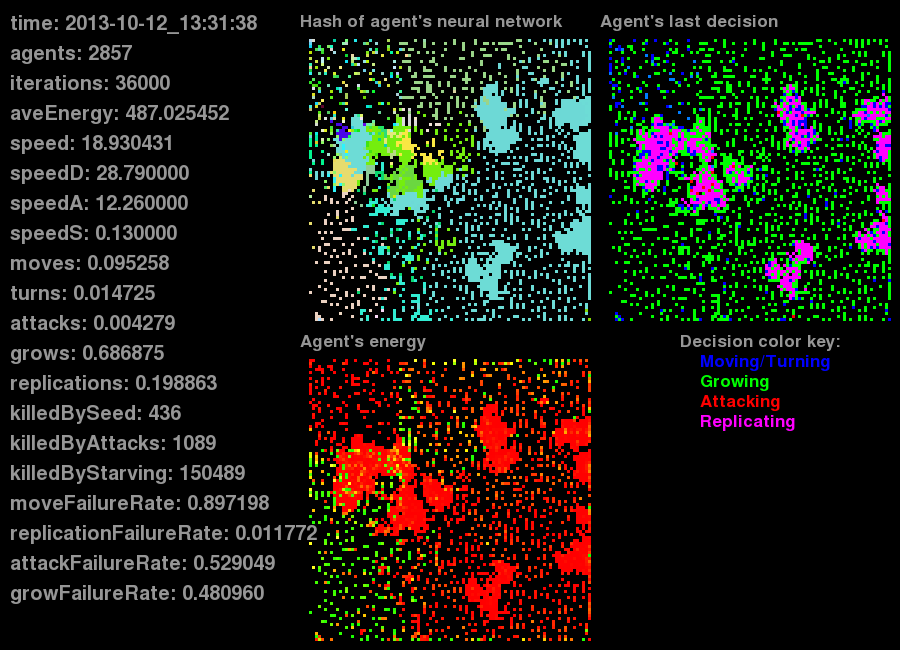 time: 2013-10-12_13:31:38
agents: 2857
iterations: 36000
aveEnergy: 487.025452
speed: 18.930431
speedD: 28.790000
speedA: 12.260000
speedS: 0.130000
moves: 0.095258
turns: 0.014725
attacks: 0.004279
grows: 0.686875
replications: 0.198863
killedBySeed: 436
killedByAttacks: 1089
killedByStarving: 150489
moveFailureRate: 0.897198
replicationFailureRate: 0.011772
attackFailureRate: 0.529049
growFailureRate: 0.480960
Hash of agent's neural network
Agent's last decision
Agent's energy
Decision color key:
Moving/Turning
Growing
Attacking
Replicating